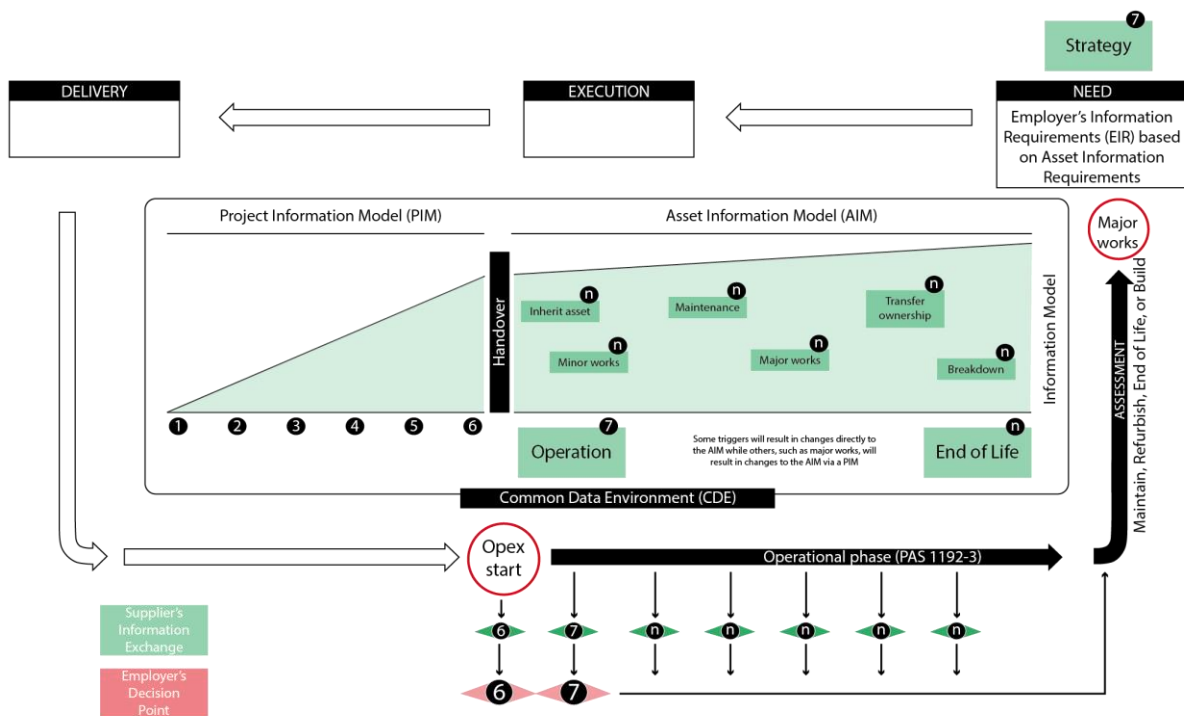 7
Strategy
DELIVERY
EXECUTION
NEED
Employer's Information
Requirements (EIR) based
on Asset Information
Requirements
Project Information Model (PIM)
Asset Information Model (AIM)
Major
works
Handover
n
Inherit asset
n
Maintenance
n
Transfer
ownership
n
Minor works
n
Major works
n
Breakdown
Information Model
ASSESSMENT
Maintain, Refurbish, End of Life, or Build
1
2
3
4
5
6
7
Operation
Some triggers will result in changes directly to
the AIM while others, such as major works, will
result in changes to the AIM via a PIM
n
End of Life
Common Data Environment (CDE)
Opex
start
Operational phase (PAS 1192-3)
Supplier's
Information
Exchange
6
7
n
n
n
n
n
Employer's
Decision
Point
6
7